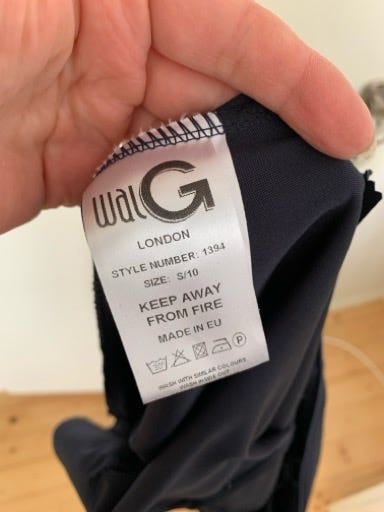 walG
LONDON
STYLE NUMBER: 1394
SIZE: S/10
KEEP AWAY
FROM FIRE
MADE IN EU
P
WASH WITH SIMILAR COLOURS
WASH INSIDE OUT